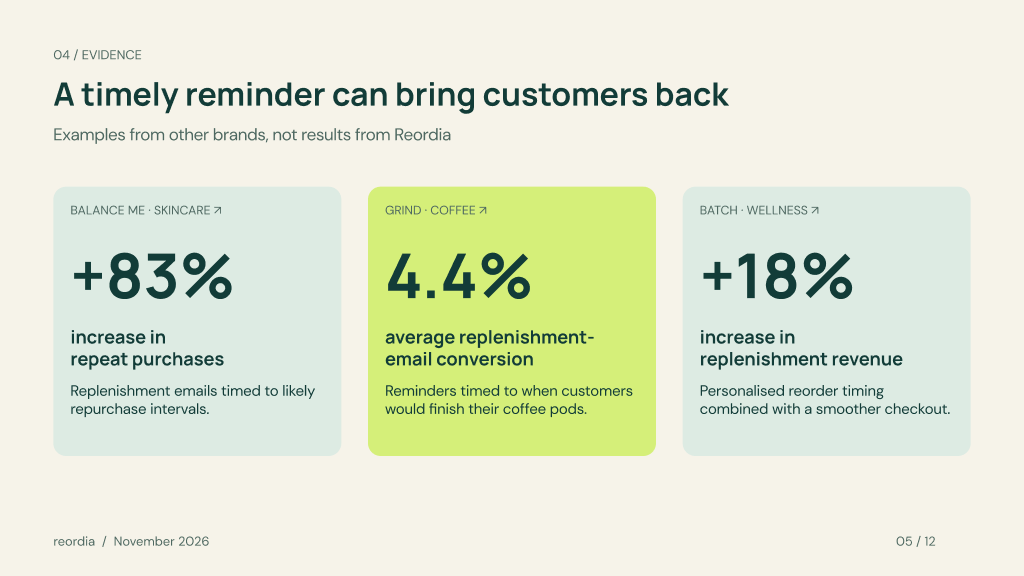 04 / EVIDENCE
A timely reminder can bring customers back
Examples from other brands, not results from Reordia
BALANCE ME · SKINCARE ↗
+83%
increase in
repeat purchases
Replenishment emails timed to likely
repurchase intervals.
GRIND · COFFEE ↗
4.4%
average replenishment-
email conversion
Reminders timed to when customers
would finish their coffee pods.
BATCH · WELLNESS ↗
+18%
increase in
replenishment revenue
Personalised reorder timing
combined with a smoother checkout.
reordia / November 2026
05 / 12